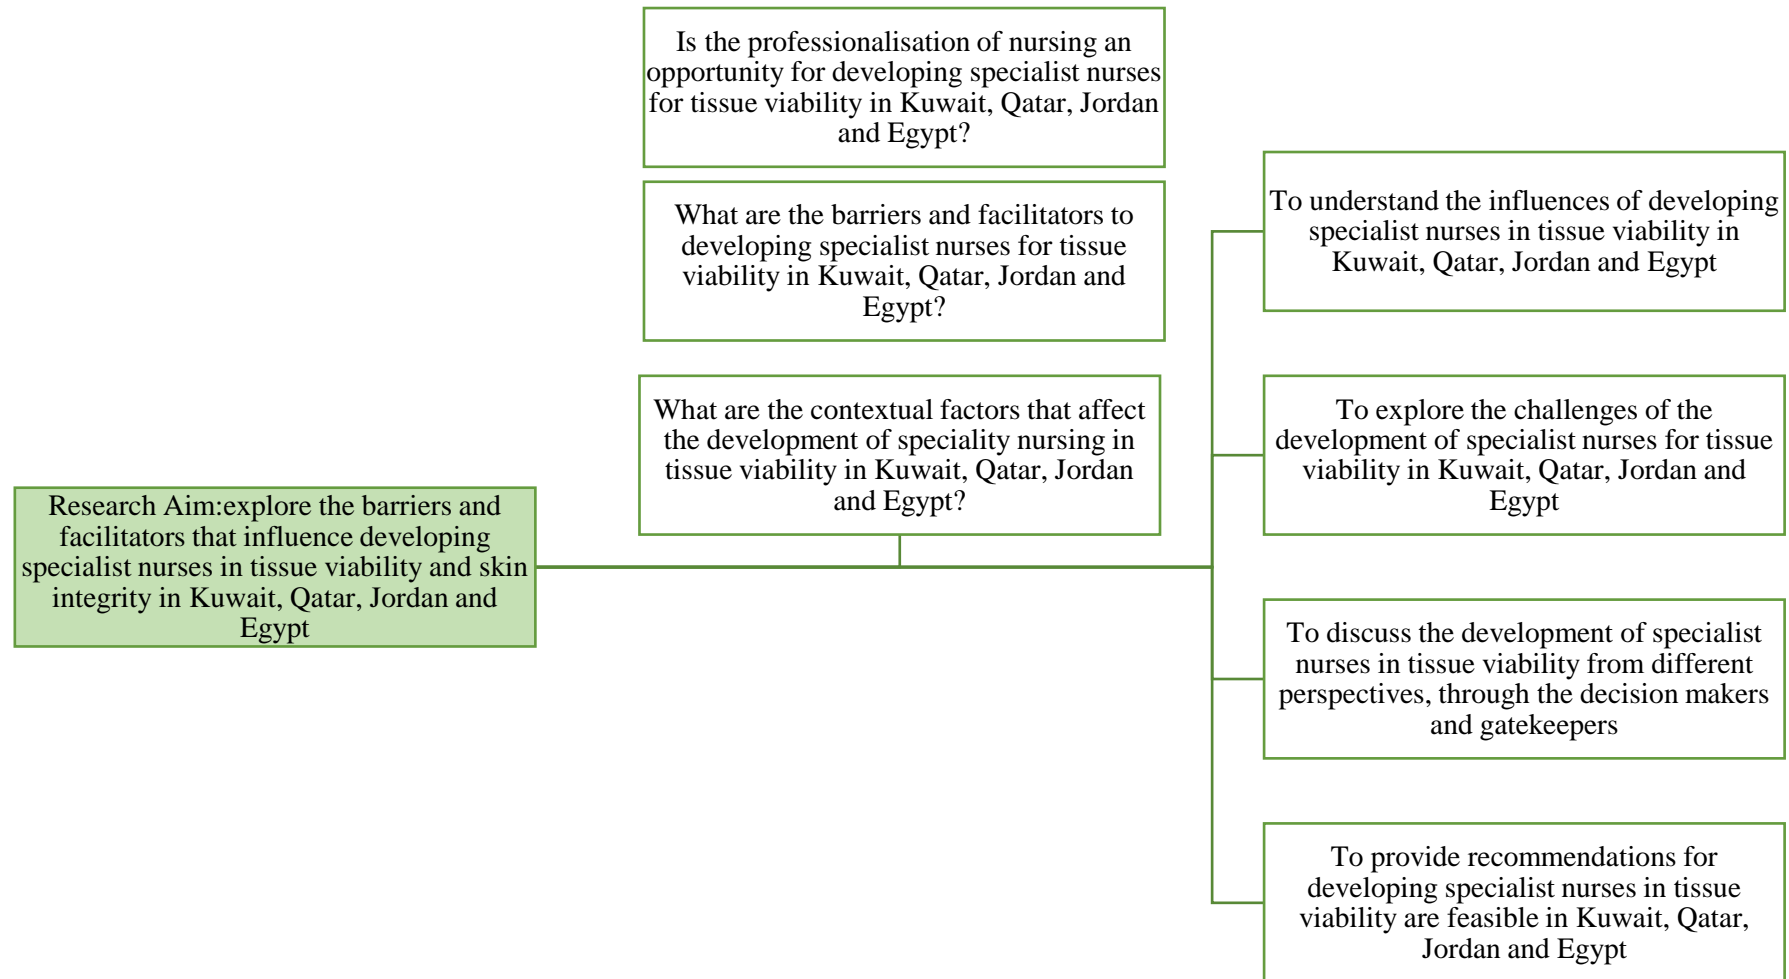 Is the professionalisation of nursing an
opportunity for developing specialist nurses
for tissue viability in Kuwait, Qatar, Jordan
and Egypt?
What are the barriers and facilitators to
developing specialist nurses for tissue
viability in Kuwait, Qatar, Jordan and
Egypt?
What are the contextual factors that affect
the development of speciality nursing in
tissue viability in Kuwait, Qatar, Jordan
and Egypt?
Research Aim:explore the barriers and
facilitators that influence developing
specialist nurses in tissue viability and skin
integrity in Kuwait, Qatar, Jordan and
Egypt
To understand the influences of developing
specialist nurses in tissue viability in
Kuwait, Qatar, Jordan and Egypt
To explore the challenges of the
development of specialist nurses for tissue
viability in Kuwait, Qatar, Jordan and
Egypt
To discuss the development of specialist
nurses in tissue viability from different
perspectives, through the decision makers
and gatekeepers
To provide recommendations for
developing specialist nurses in tissue
viability are feasible in Kuwait, Qatar,
Jordan and Egypt